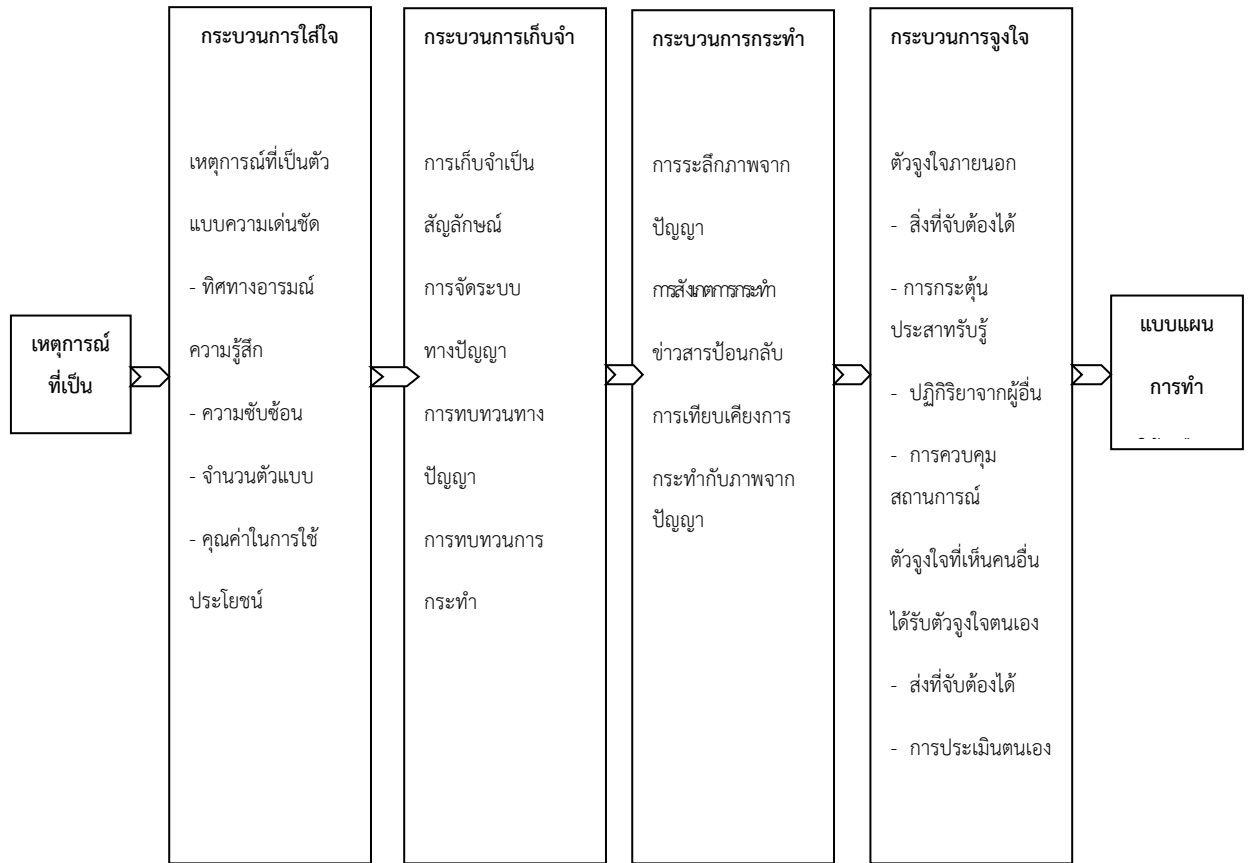 เหตุการณ์
ที่เป็น
กระบวนการใส่ใจ
เหตุการณ์ที่เป็นตัว
แบบความเด่นชัด
- ทิศทางอารมณ์
ความรู้สึก
- ความซับซ้อน
- จำนวนตัวแบบ
- คุณค่าในการใช้
ประโยชน์
กระบวนการเก็บจำ
การเก็บจำเป็น
สัญลักษณ์
การจัดระบบ
ทางปัญญา
การทบทวนทาง
ปัญญา
การทบทวนการ
กระทำ
กระบวนการกระทำ
การระลึกภาพจาก
ปัญญา
การสังเกตการกระทำ
ข่าวสารป้อนกลับ
การเทียบเคียงการ
กระทำกับภาพจาก
ปัญญา
กระบวนการจูงใจ
ตัวจูงใจภายนอก
- สิ่งที่จับต้องได้
- การกระตุ้น
ประสาทรับรู้
- ปฏิกิริยาจากผู้อื่น
- การควบคุม
สถานการณ์
ตัวจูงใจที่เห็นคนอื่น
ได้รับตัวจูงใจตนเอง
- ส่งที่จับต้องได้
- การประเมินตนเอง
แบบแผน
การทำ